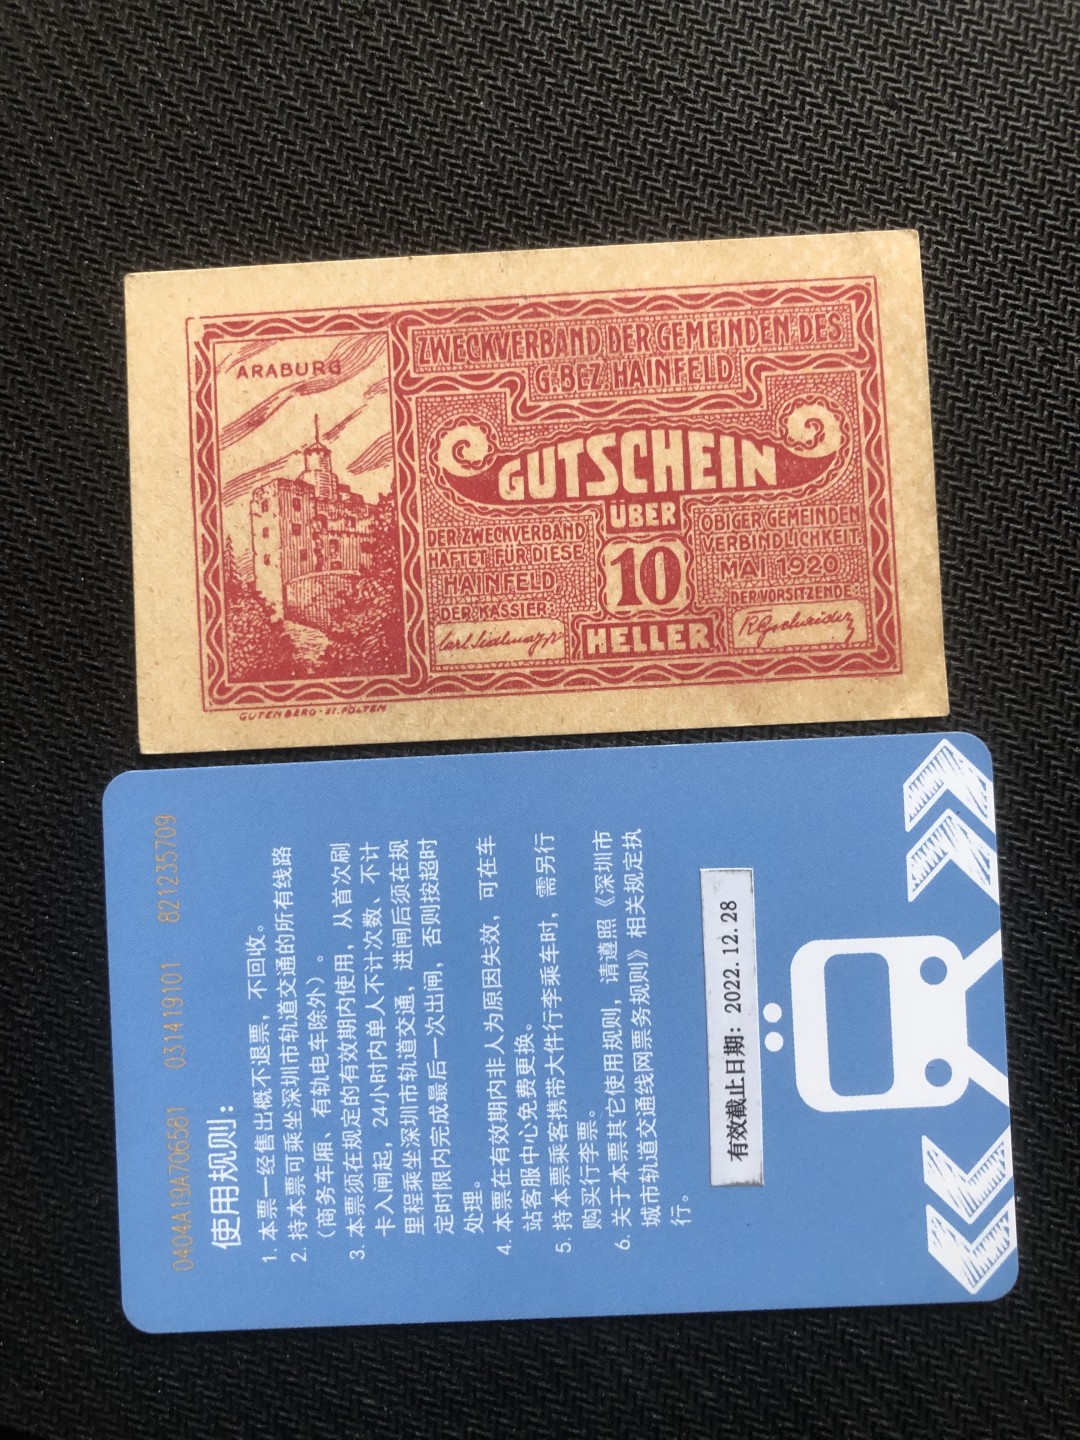 ARABURG
ZWECKVERBAND DER GEMEINDEN DES
G. BEZ. HAINFELD
GUTSCHEIN
ÜBER
10
HELLER
DER ZWECKVERBAND
HAFTET FÜR DIESE
HAINFELD
DER KASSIER:
OBIGER GEMEINDEN
VERBINDLICHKEIT
MAI 1920
DER VORSITZENDE:
GUTENBERG-ST.PÖLTEN
0404A19A706581 031419101 821235709
使用规则：
1. 本票一经售出概不退票，不回收。
2. 持本票可乘坐深圳市轨道交通的所有线路
（商务车厢、有轨电车除外）。
3. 本票须在规定的有效期内使用，从首次刷
卡入闸起，24小时内单人不计次数、不计
里程乘坐深圳市轨道交通，进闸后须在规
定时限内完成最后一次出闸，否则按超时
处理。
4. 本票在有效期内非人为原因失效，可在车
站客服中心免费更换。
5. 持本票乘客携带大件行李乘车时，需另行
购买行李票。
6. 关于本票其它使用规则，请遵照《深圳市
城市轨道交通线网票务规则》相关规定执
行。
有效截止日期：2022.12.28